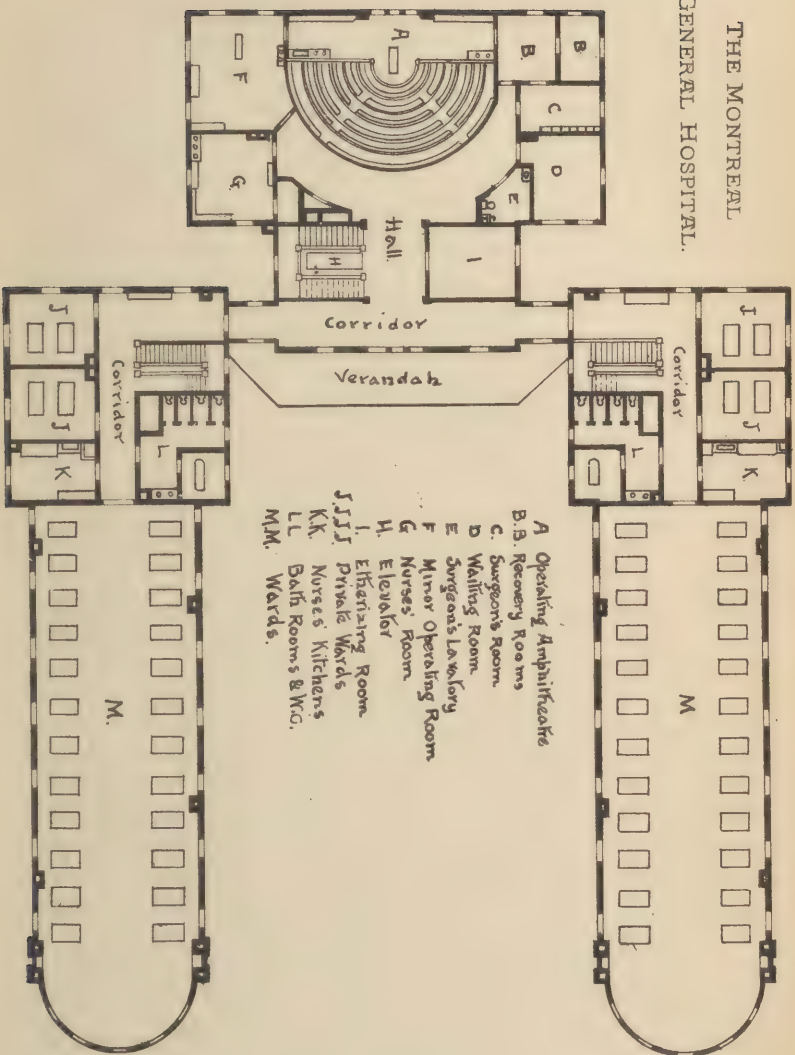 THE MONTREAL
GENERAL HOSPITAL.
A Operating Amphitheatre
B.B. Recovery Rooms
C. Surgeon's Room
D Waiting Room
E Surgeon's Lavatory
F Minor Operating Room
G Nurses' Room
H. Elevator
I. Etherizing Room
J.J.J.J. Private Wards
K.K. Nurses' Kitchens
L L Bath Rooms & W.C.
M.M. Wards.
M
M.
K
L
L
K
J
J
Corridor
Corridor
J
J
Verandah
Corridor
I
H
Hall.
E
D
G
C
B.
B
A
F